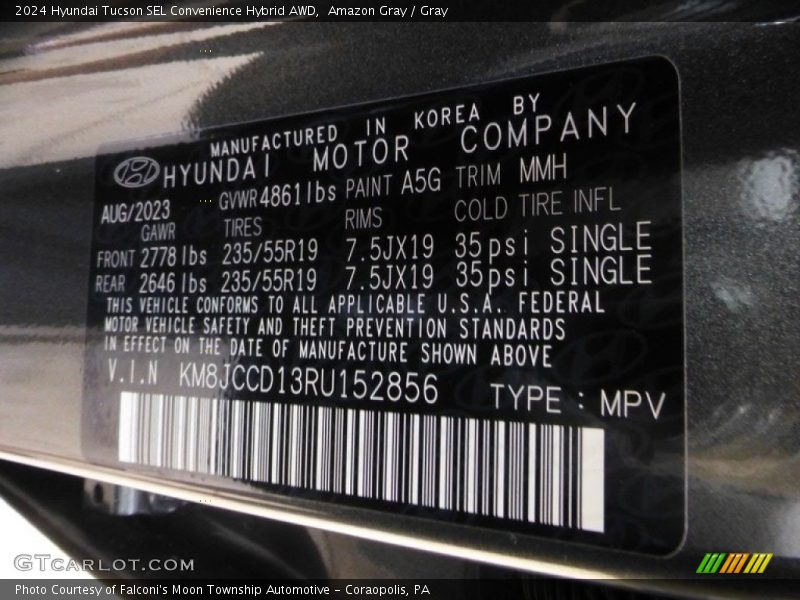 2024 Hyundai Tucson SEL Convenience Hybrid AWD,  Amazon Gray / Gray
MANUFACTURED IN KOREA BY
HYUNDAI MOTOR COMPANY
AUG/2023 GVWR 4861lbs PAINT A5G TRIM MMH
GAWR TIRES RIMS COLD TIRE INFL
FRONT 2778 lbs 235/55R19 7.5JX19 35psi SINGLE
REAR 2646 lbs 235/55R19 7.5JX19 35psi SINGLE
THIS VEHICLE CONFORMS TO ALL APPLICABLE U.S.A. FEDERAL
MOTOR VEHICLE SAFETY AND THEFT PREVENTION STANDARDS
IN EFFECT ON THE DATE OF MANUFACTURE SHOWN ABOVE
V.I.N KM8JCCD13RU152856 TYPE : MPV
GTCARLOT.COM
Photo Courtesy of Falconi's Moon Township Automotive - Coraopolis, PA